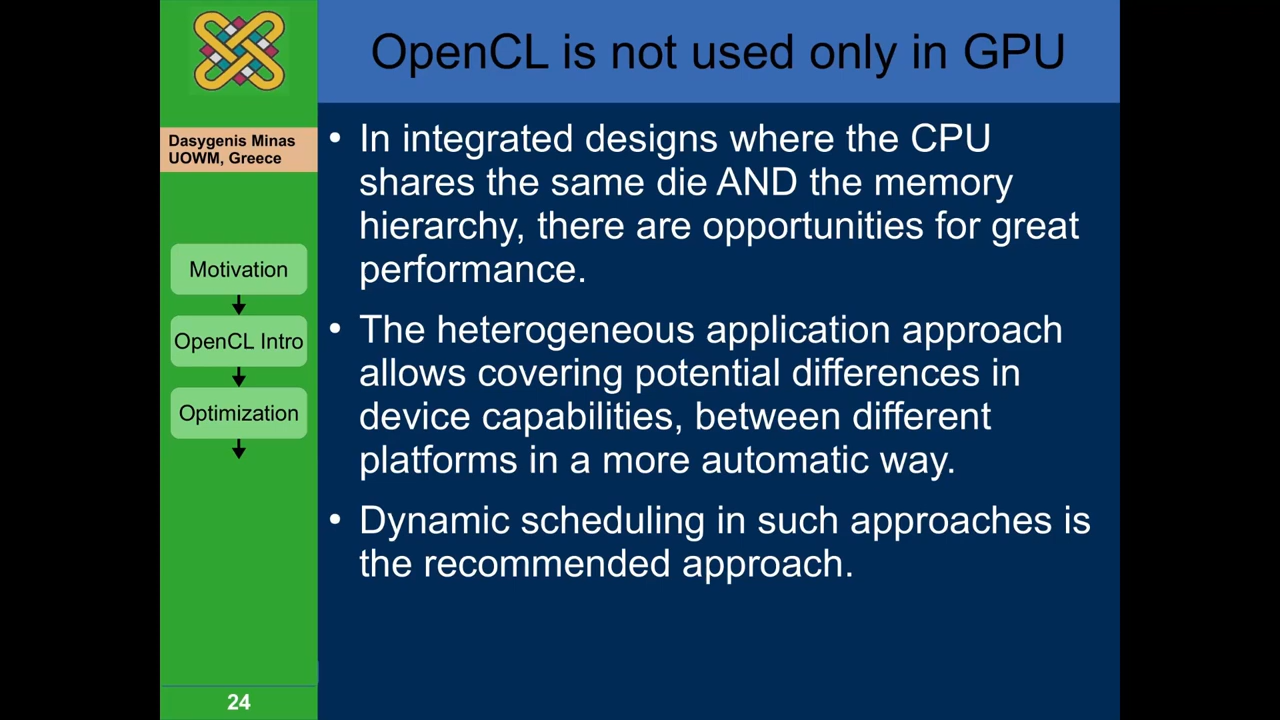 OpenCL is not used only in GPU
Dasygenis Minas
UOWM, Greece
Motivation
OpenCL Intro
Optimization
• In integrated designs where the CPU
shares the same die AND the memory
hierarchy, there are opportunities for great
performance.
• The heterogeneous application approach
allows covering potential differences in
device capabilities, between different
platforms in a more automatic way.
• Dynamic scheduling in such approaches is
the recommended approach.
24